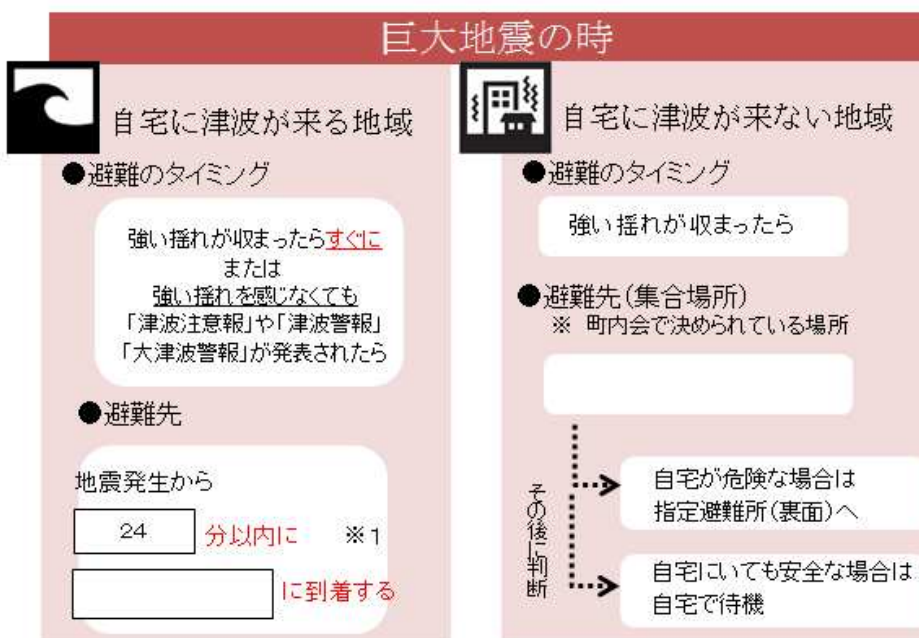 巨大地震の時
自宅に津波が来る地域
●避難のタイミング
強い揺れが収まったらすぐに
または
強い揺れを感じなくても
「津波注意報」や「津波警報」
「大津波警報」が発表されたら
●避難先
地震発生から
24 分以内に ※1
に到着する
自宅に津波が来ない地域
●避難のタイミング
強い揺れが収まったら
●避難先(集合場所)
※ 町内会で決められている場所
その後に判断
自宅が危険な場合は
指定避難所(裏面)へ
自宅にいても安全な場合は
自宅で待機